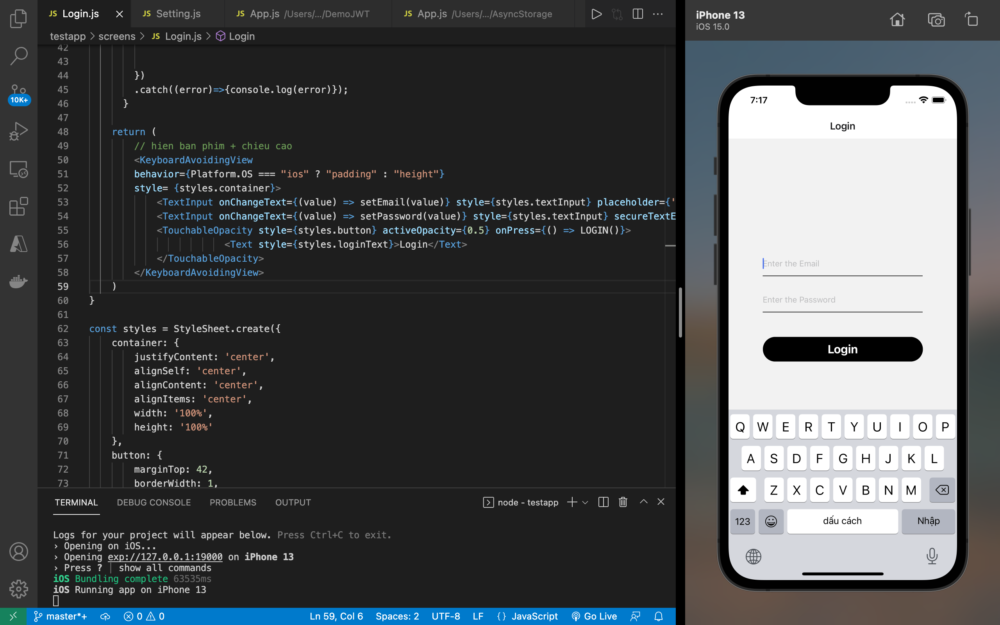 JS Login.js
JS Setting.js
JS App.js /Users/.../DemoJWT
JS App.js /Users/.../AsyncStorage
testapp > screens > JS Login.js > Login
10K+
42
43
44 })
45 .catch((error)=>{console.log(error)});
46 }
47
48 return (
49 // hien ban phim + chieu cao
50 <KeyboardAvoidingView
51 behavior={Platform.OS === "ios" ? "padding" : "height"}
52 style= {styles.container}>
53 <TextInput onChangeText={(value) => setEmail(value)} style={styles.textInput} placeholder={'
54 <TextInput onChangeText={(value) => setPassword(value)} style={styles.textInput} secureTextE
55 <TouchableOpacity style={styles.button} activeOpacity={0.5} onPress={() => LOGIN()}>
56 <Text style={styles.loginText}>Login</Text>
57 </TouchableOpacity>
58 </KeyboardAvoidingView>
59 )
60 }
61
62 const styles = StyleSheet.create({
63 container: {
64 justifyContent: 'center',
65 alignSelf: 'center',
66 alignContent: 'center',
67 alignItems: 'center',
68 width: '100%',
69 height: '100%'
70 },
71 button: {
72 marginTop: 42,
73 borderWidth: 1,
TERMINAL DEBUG CONSOLE PROBLEMS OUTPUT
node - testapp
Logs for your project will appear below. Press Ctrl+C to exit.
› Opening on iOS...
› Opening exp://127.0.0.1:19000 on iPhone 13
› Press ? │ show all commands
iOS Bundling complete 63535ms
iOS Running app on iPhone 13
master*+ 0 0
Ln 59, Col 6 Spaces: 2 UTF-8 LF {} JavaScript Go Live
iPhone 13
iOS 15.0
7:17
Login
Enter the Email
Enter the Password
Login
Q W E R T Y U I O P
A S D F G H J K L
Z X C V B N M
123 dấu cách Nhập